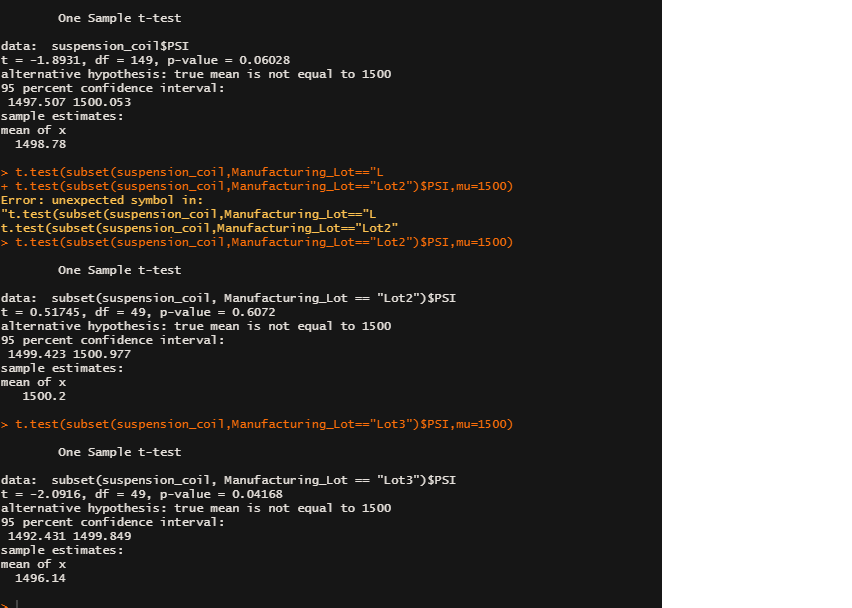 One Sample t-test
data:  suspension_coil$PSI
t = -1.8931, df = 149, p-value = 0.06028
alternative hypothesis: true mean is not equal to 1500
95 percent confidence interval:
 1497.507 1500.053
sample estimates:
mean of x
  1498.78
> t.test(subset(suspension_coil,Manufacturing_Lot=="L
+ t.test(subset(suspension_coil,Manufacturing_Lot=="Lot2")$PSI,mu=1500)
Error: unexpected symbol in:
"t.test(subset(suspension_coil,Manufacturing_Lot=="L
t.test(subset(suspension_coil,Manufacturing_Lot=="Lot2"
> t.test(subset(suspension_coil,Manufacturing_Lot=="Lot2")$PSI,mu=1500)
One Sample t-test
data:  subset(suspension_coil, Manufacturing_Lot == "Lot2")$PSI
t = 0.51745, df = 49, p-value = 0.6072
alternative hypothesis: true mean is not equal to 1500
95 percent confidence interval:
 1499.423 1500.977
sample estimates:
mean of x
   1500.2
> t.test(subset(suspension_coil,Manufacturing_Lot=="Lot3")$PSI,mu=1500)
One Sample t-test
data:  subset(suspension_coil, Manufacturing_Lot == "Lot3")$PSI
t = -2.0916, df = 49, p-value = 0.04168
alternative hypothesis: true mean is not equal to 1500
95 percent confidence interval:
 1492.431 1499.849
sample estimates:
mean of x
  1496.14
>